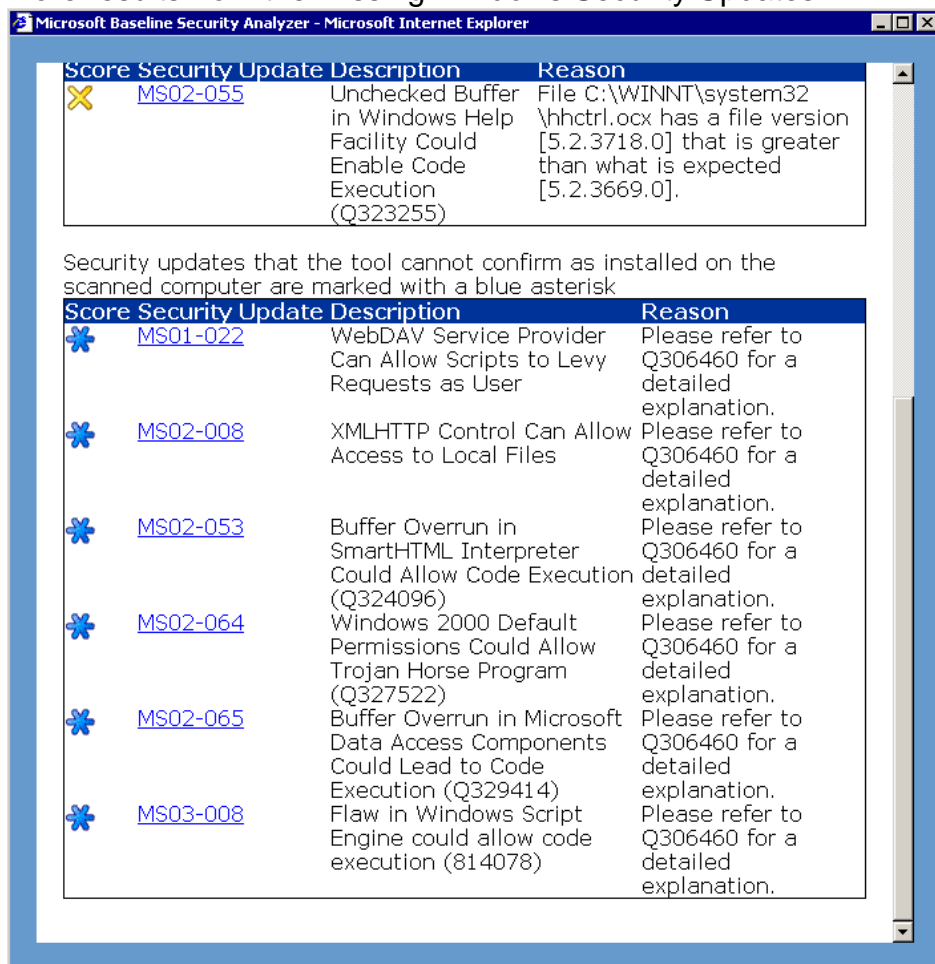 Microsoft Baseline Security Analyzer - Microsoft Internet Explorer
Score Security Update Description Reason
MS02-055 Unchecked Buffer File C:\WINNT\system32
in Windows Help \hhctrl.ocx has a file version
Facility Could [5.2.3718.0] that is greater
Enable Code than what is expected
Execution [5.2.3669.0].
(Q323255)
Security updates that the tool cannot confirm as installed on the
scanned computer are marked with a blue asterisk
Score Security Update Description Reason
MS01-022 WebDAV Service Provider Please refer to
Can Allow Scripts to Levy Q306460 for a
Requests as User detailed
explanation.
MS02-008 XMLHTTP Control Can Allow Please refer to
Access to Local Files Q306460 for a
detailed
explanation.
MS02-053 Buffer Overrun in Please refer to
SmartHTML Interpreter Q306460 for a
Could Allow Code Execution detailed
(Q324096) explanation.
MS02-064 Windows 2000 Default Please refer to
Permissions Could Allow Q306460 for a
Trojan Horse Program detailed
(Q327522) explanation.
MS02-065 Buffer Overrun in Microsoft Please refer to
Data Access Components Q306460 for a
Could Lead to Code detailed
Execution (Q329414) explanation.
MS03-008 Flaw in Windows Script Please refer to
Engine could allow code Q306460 for a
execution (814078) detailed
explanation.